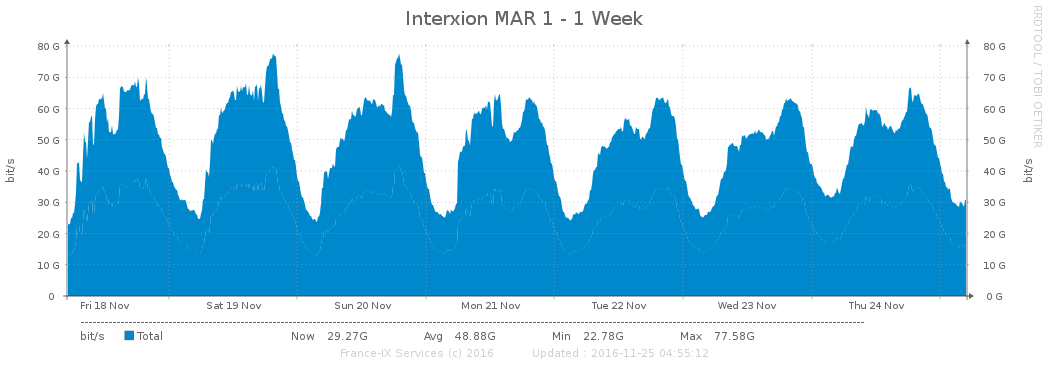 Interxion MAR 1 - 1 Week
RRDTOOL / TOBI OETIKER
80 G 80 G
70 G 70 G
60 G 60 G
50 G 50 G
40 G 40 G
30 G 30 G
20 G 20 G
10 G 10 G
0 0 G
bit/s
bit/s
Fri 18 Nov Sat 19 Nov Sun 20 Nov Mon 21 Nov Tue 22 Nov Wed 23 Nov Thu 24 Nov
bit/s Total Now 29.27G Avg 48.88G Min 22.78G Max 77.58G
France-IX Services (c) 2016 Updated : 2016-11-25 04:55:12